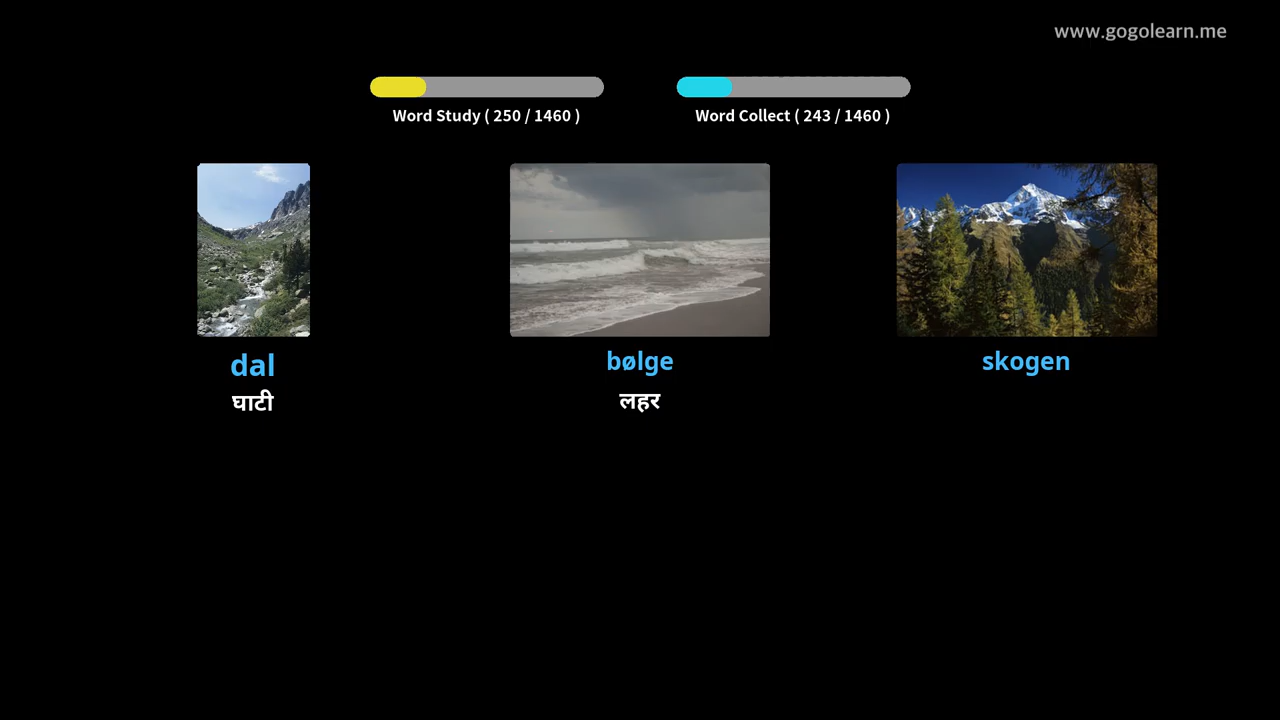 www.gogolearn.me
Word Study ( 250 / 1460 )
Word Collect ( 243 / 1460 )
dal
bølge
skogen
घाटी
लहर